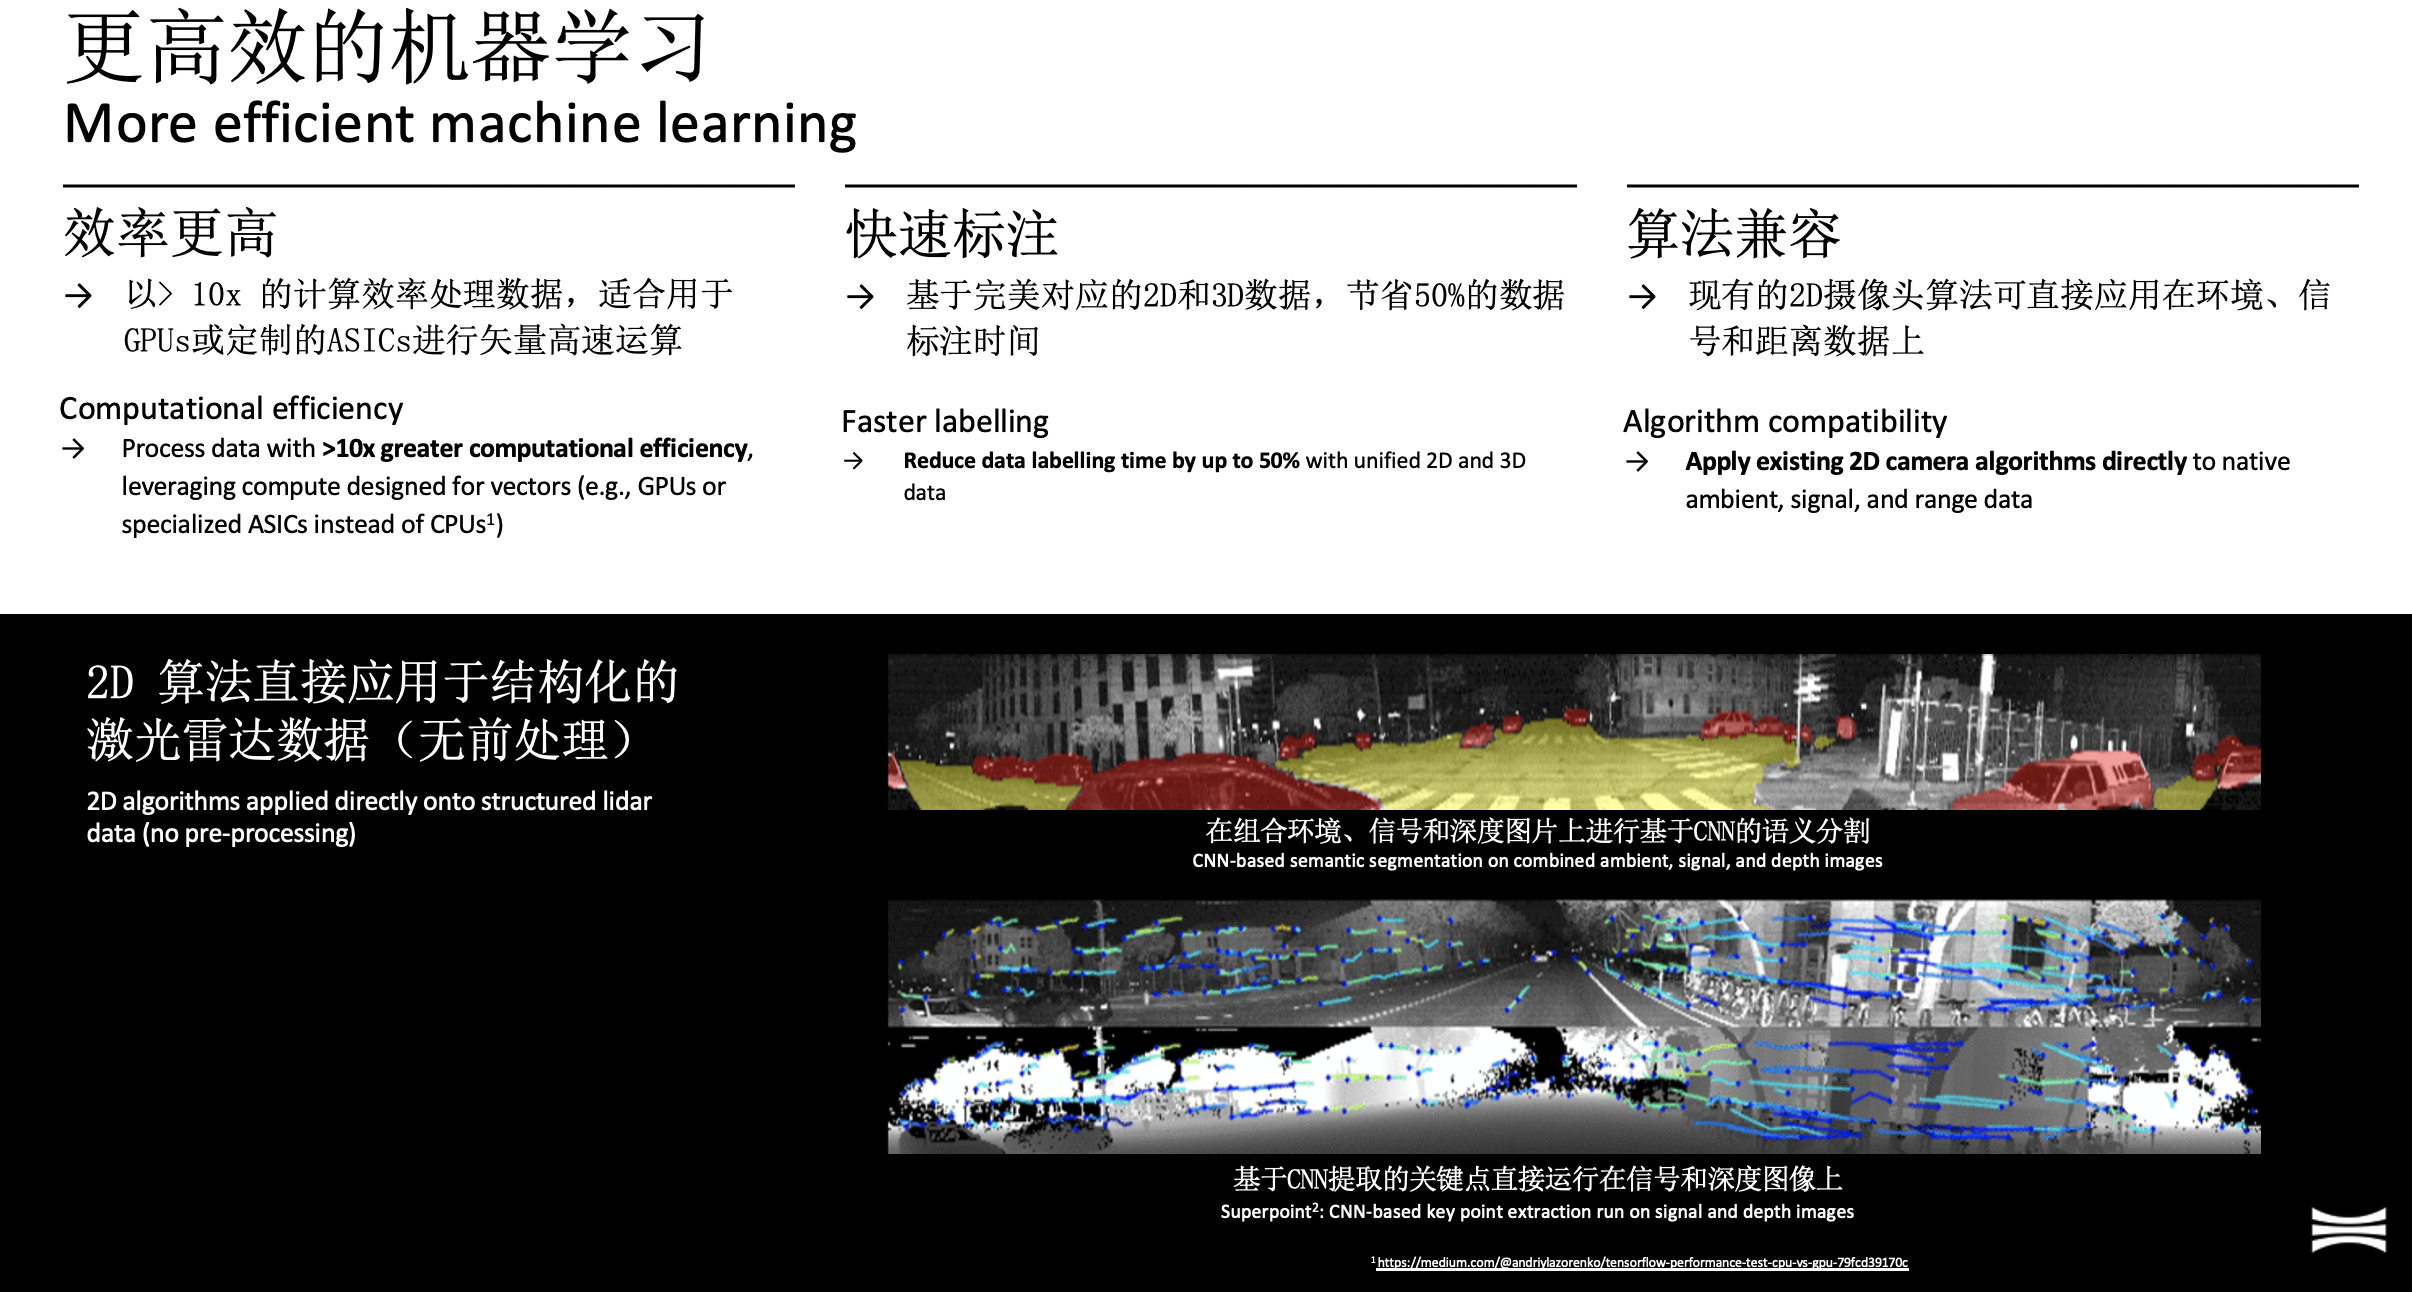 更高效的机器学习
More efficient machine learning
效率更高
→ 以> 10x 的计算效率处理数据，适合用于
GPUs或定制的ASICs进行矢量高速运算
Computational efficiency
→ Process data with >10x greater computational efficiency,
leveraging compute designed for vectors (e.g., GPUs or
specialized ASICs instead of CPUs¹)
快速标注
→ 基于完美对应的2D和3D数据，节省50%的数据
标注时间
Faster labelling
→ Reduce data labelling time by up to 50% with unified 2D and 3D
data
算法兼容
→ 现有的2D摄像头算法可直接应用在环境、信
号和距离数据上
Algorithm compatibility
→ Apply existing 2D camera algorithms directly to native
ambient, signal, and range data
2D 算法直接应用于结构化的
激光雷达数据（无前处理）
2D algorithms applied directly onto structured lidar
data (no pre-processing)
在组合环境、信号和深度图片上进行基于CNN的语义分割
CNN-based semantic segmentation on combined ambient, signal, and depth images
基于CNN提取的关键点直接运行在信号和深度图像上
Superpoint²: CNN-based key point extraction run on signal and depth images
¹ https://medium.com/@andriylazorenko/tensorflow-performance-test-cpu-vs-gpu-79fcd39170c